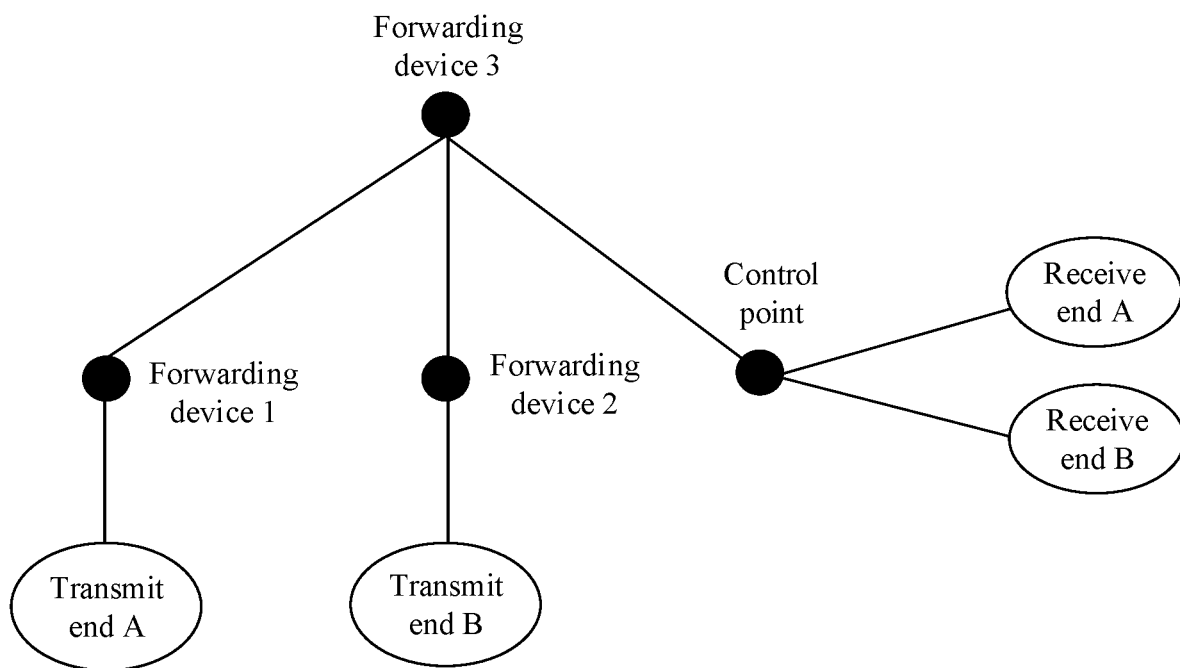 Forwarding
device 3
Control
point
Receive
end A
Forwarding
device 1
Forwarding
device 2
Receive
end B
Transmit
end A
Transmit
end B